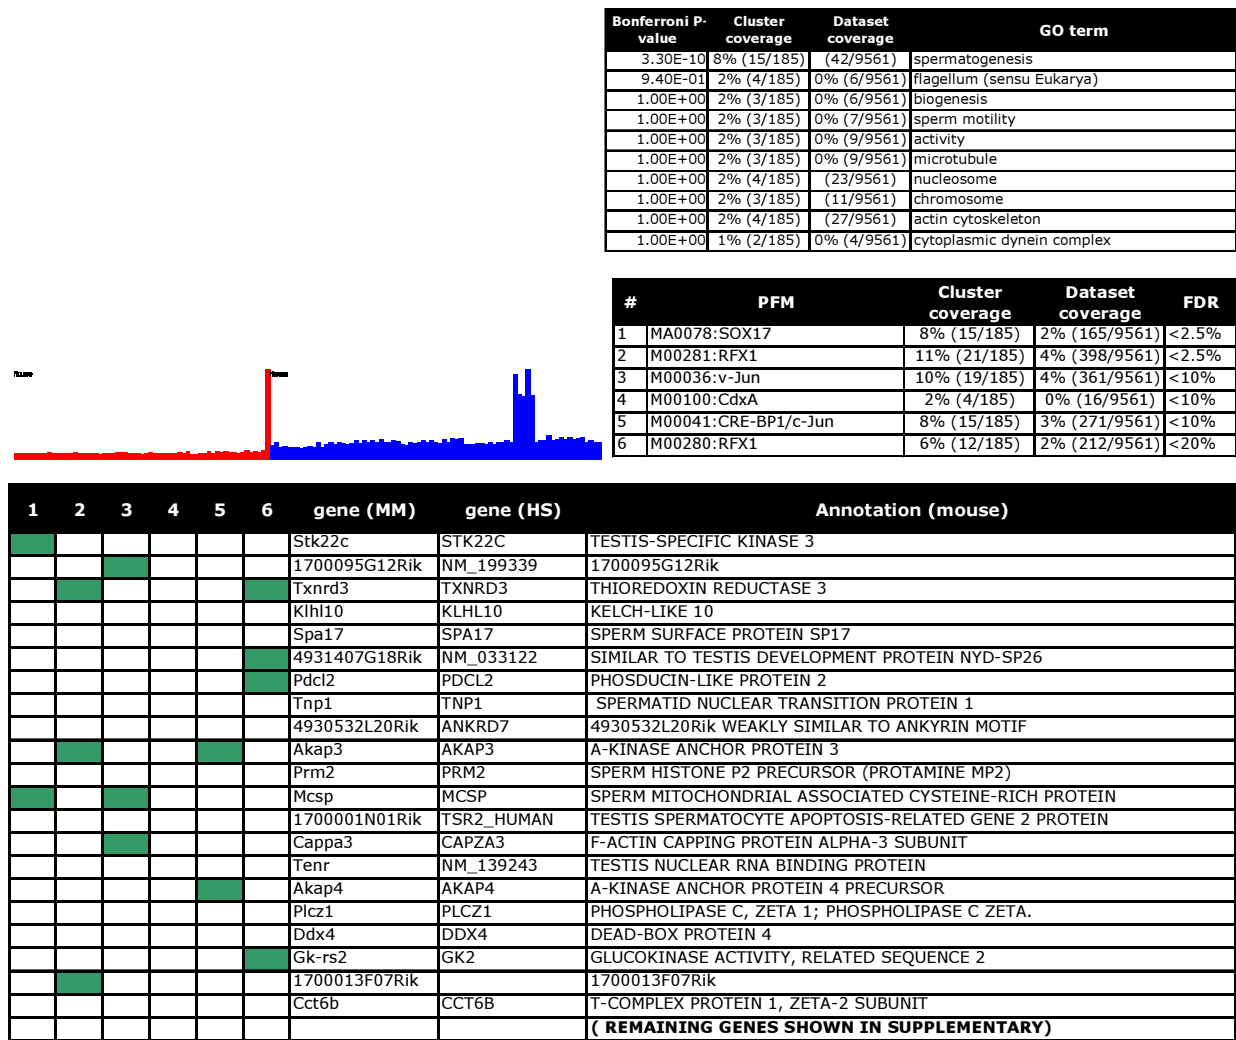 Bonferroni P-value Cluster coverage Dataset coverage GO term
3.30E-10 8% (15/185) (42/9561) spermatogenesis
9.40E-01 2% (4/185) 0% (6/9561) flagellum (sensu Eukarya)
1.00E+00 2% (3/185) 0% (6/9561) biogenesis
1.00E+00 2% (3/185) 0% (7/9561) sperm motility
1.00E+00 2% (3/185) 0% (9/9561) activity
1.00E+00 2% (3/185) 0% (9/9561) microtubule
1.00E+00 2% (4/185) (23/9561) nucleosome
1.00E+00 2% (3/185) (11/9561) chromosome
1.00E+00 2% (4/185) (27/9561) actin cytoskeleton
1.00E+00 1% (2/185) 0% (4/9561) cytoplasmic dynein complex
# PFM Cluster coverage Dataset coverage FDR
1 MA0078:SOX17 8% (15/185) 2% (165/9561) <2.5%
2 M00281:RFX1 11% (21/185) 4% (398/9561) <2.5%
3 M00036:v-Jun 10% (19/185) 4% (361/9561) <10%
4 M00100:CdxA 2% (4/185) 0% (16/9561) <10%
5 M00041:CRE-BP1/c-Jun 8% (15/185) 3% (271/9561) <10%
6 M00280:RFX1 6% (12/185) 2% (212/9561) <20%
1 2 3 4 5 6 gene (MM) gene (HS) Annotation (mouse)
Stk22c STK22C TESTIS-SPECIFIC KINASE 3
1700095G12Rik NM_199339 1700095G12Rik
Txnrd3 TXNRD3 THIOREDOXIN REDUCTASE 3
Klhl10 KLHL10 KELCH-LIKE 10
Spa17 SPA17 SPERM SURFACE PROTEIN SP17
4931407G18Rik NM_033122 SIMILAR TO TESTIS DEVELOPMENT PROTEIN NYD-SP26
Pdcl2 PDCL2 PHOSDUCIN-LIKE PROTEIN 2
Tnp1 TNP1 SPERMATID NUCLEAR TRANSITION PROTEIN 1
4930532L20Rik ANKRD7 4930532L20Rik WEAKLY SIMILAR TO ANKYRIN MOTIF
Akap3 AKAP3 A-KINASE ANCHOR PROTEIN 3
Prm2 PRM2 SPERM HISTONE P2 PRECURSOR (PROTAMINE MP2)
Mcsp MCSP SPERM MITOCHONDRIAL ASSOCIATED CYSTEINE-RICH PROTEIN
1700001N01Rik TSR2_HUMAN TESTIS SPERMATOCYTE APOPTOSIS-RELATED GENE 2 PROTEIN
Cappa3 CAPZA3 F-ACTIN CAPPING PROTEIN ALPHA-3 SUBUNIT
Tenr NM_139243 TESTIS NUCLEAR RNA BINDING PROTEIN
Akap4 AKAP4 A-KINASE ANCHOR PROTEIN 4 PRECURSOR
Plcz1 PLCZ1 PHOSPHOLIPASE C, ZETA 1; PHOSPHOLIPASE C ZETA.
Ddx4 DDX4 DEAD-BOX PROTEIN 4
Gk-rs2 GK2 GLUCOKINASE ACTIVITY, RELATED SEQUENCE 2
1700013F07Rik 1700013F07Rik
Cct6b CCT6B T-COMPLEX PROTEIN 1, ZETA-2 SUBUNIT
( REMAINING GENES SHOWN IN SUPPLEMENTARY)